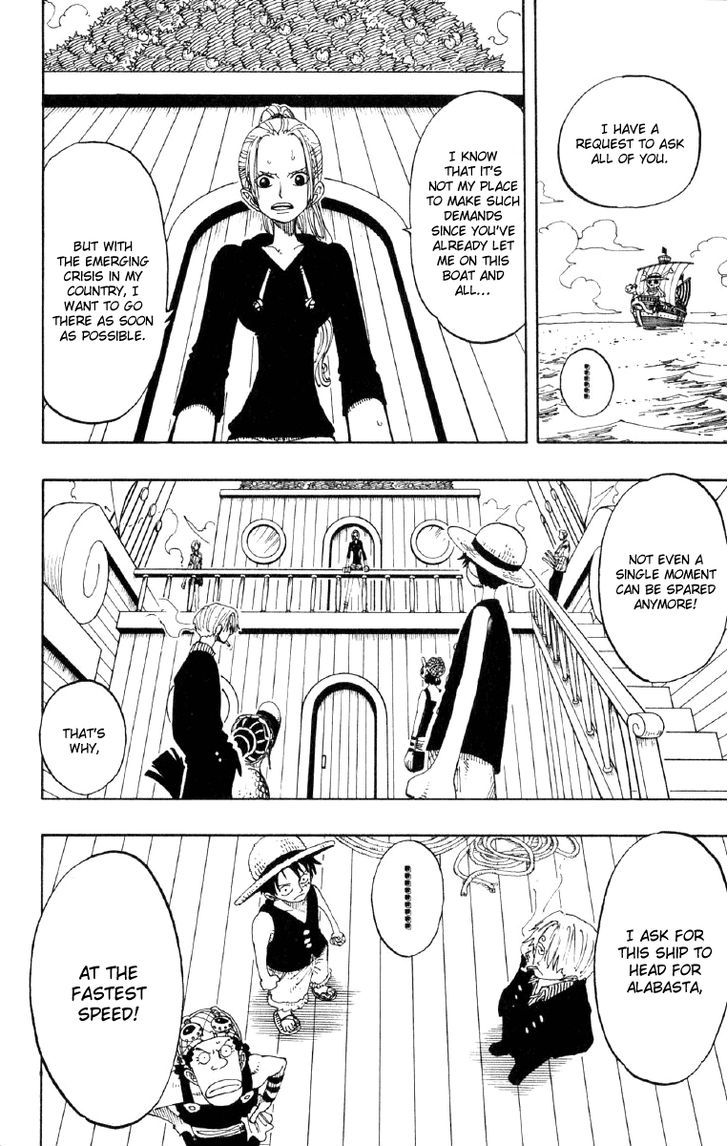 I HAVE A
REQUEST TO ASK
ALL OF YOU.
I KNOW
THAT IT'S
NOT MY PLACE
TO MAKE SUCH
DEMANDS
SINCE YOU'VE
ALREADY LET
ME ON THIS
BOAT AND
ALL...
BUT WITH
THE EMERGING
CRISIS IN MY
COUNTRY, I
WANT TO GO
THERE AS SOON
AS POSSIBLE.
NOT EVEN A
SINGLE MOMENT
CAN BE SPARED
ANYMORE!
THAT'S
WHY,
I ASK FOR
THIS SHIP TO
HEAD FOR
ALABASTA,
AT THE
FASTEST
SPEED!